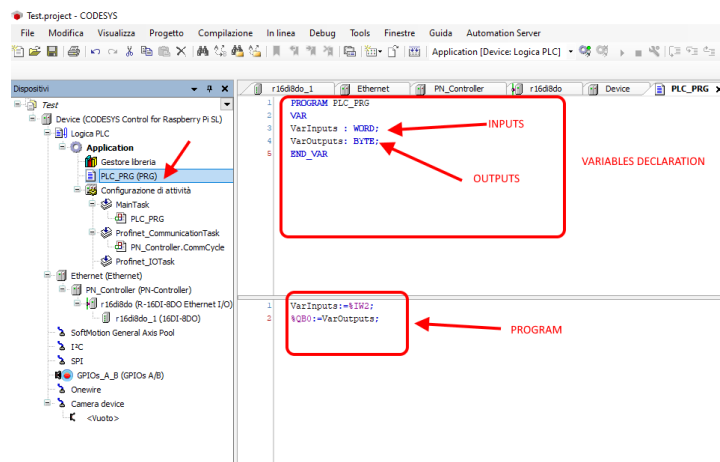 Test.project - CODESYS
File Modifica Visualizza Progetto Compilazione In linea Debug Tools Finestre Guida Automation Server
Application [Device: Logica PLC]
Dispositivi
r16di8do_1 Ethernet PN_Controller r16di8do Device PLC_PRG
Test
Device (CODESYS Control for Raspberry Pi SL)
Logica PLC
Application
Gestore libreria
PLC_PRG (PRG)
Configurazione di attività
MainTask
PLC_PRG
Profinet_CommunicationTask
PN_Controller.CommCycle
Profinet_IOTask
Ethernet (Ethernet)
PN_Controller (PN-Controller)
r16di8do (R-16DI-8DO Ethernet I/O)
r16di8do_1 (16DI-8DO)
SoftMotion General Axis Pool
I²C
SPI
GPIOs_A_B (GPIOs A/B)
Onewire
Camera device
<Vuoto>
1 PROGRAM PLC_PRG
2 VAR
3 VarInputs : WORD;
4 VarOutputs: BYTE;
5 END_VAR
INPUTS
OUTPUTS
VARIABLES DECLARATION
1 VarInputs:=%IW2;
2 %QB0:=VarOutputs;
PROGRAM